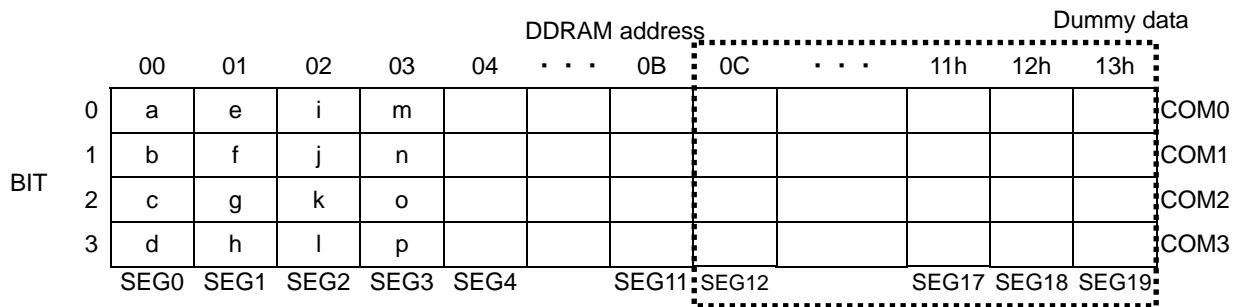 Dummy data
DDRAM address
00 01 02 03 04 · · · 0B 0C · · · 11h 12h 13h
0 a e i m COM0
1 b f j n COM1
BIT
2 c g k o COM2
3 d h l p COM3
SEG0 SEG1 SEG2 SEG3 SEG4 SEG11 SEG12 SEG17 SEG18 SEG19